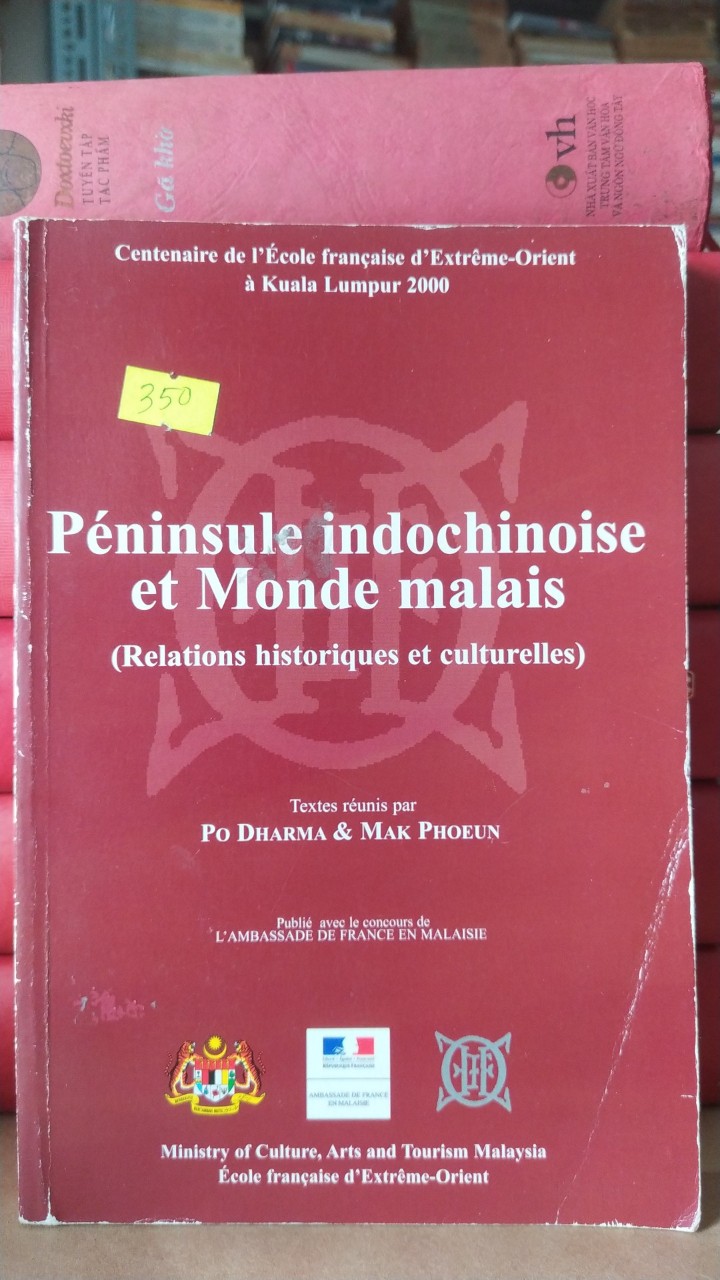 Doxtoevxki
TUYỂN TẬP
TÁC PHẨM
Gã khờ
vh
NHÀ XUẤT BẢN VĂN HỌC
TRUNG TÂM VĂN HÓA
VÀ NGÔN NGỮ ĐÔNG TÂY
Centenaire de l'École française d'Extrême-Orient
à Kuala Lumpur 2000
350
Péninsule indochinoise
et Monde malais
(Relations historiques et culturelles)
Textes réunis par
PO DHARMA & MAK PHOEUN
Publié avec le concours de
L'AMBASSADE DE FRANCE EN MALAISIE
RÉPUBLIQUE FRANÇAISE
AMBASSADE DE FRANCE
EN MALAISIE
Ministry of Culture, Arts and Tourism Malaysia
École française d'Extrême-Orient